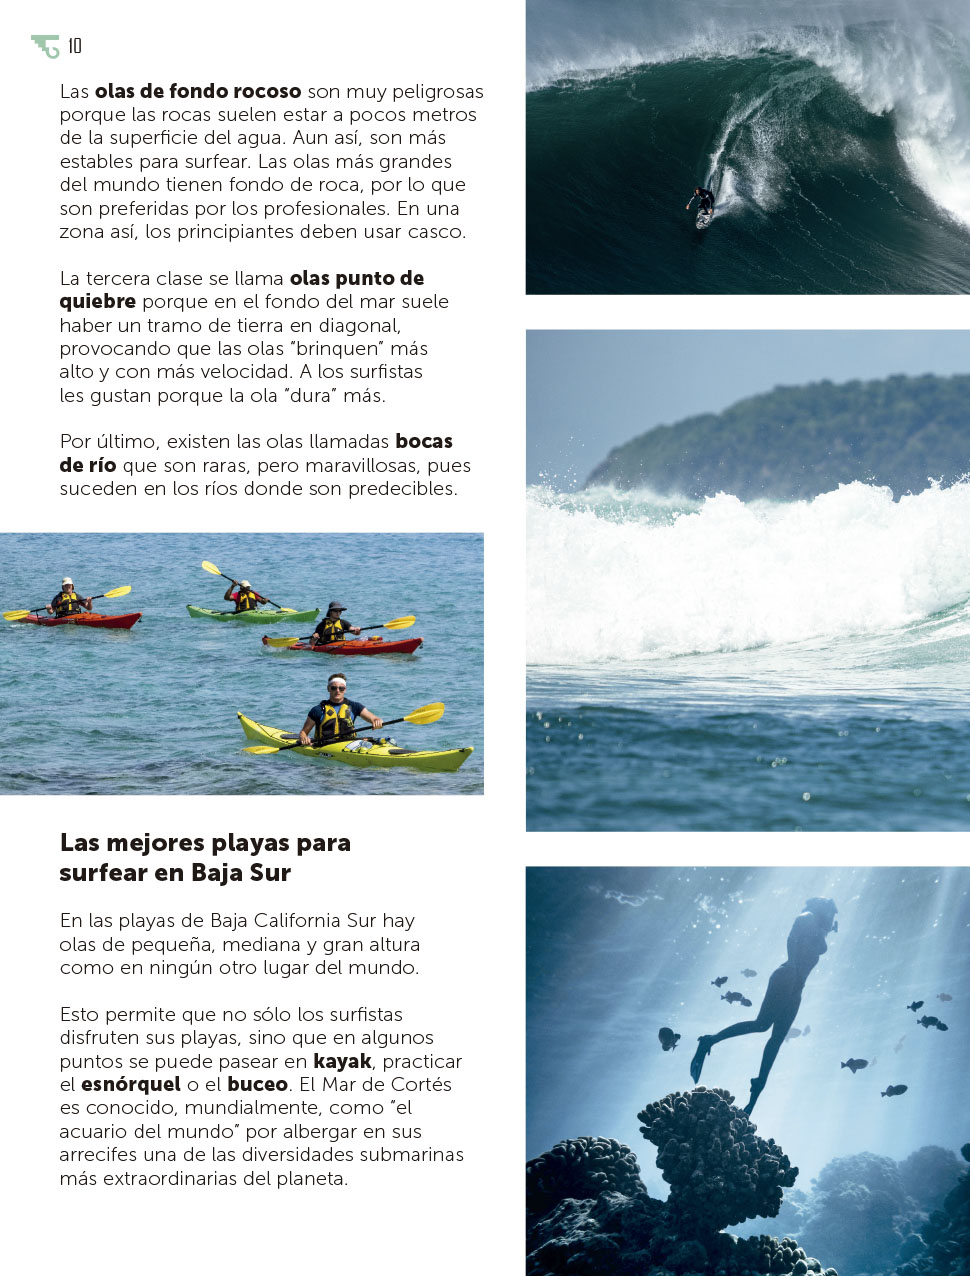 10
Las olas de fondo rocoso son muy peligrosas
porque las rocas suelen estar a pocos metros
de la superficie del agua. Aun así, son más
estables para surfear. Las olas más grandes
del mundo tienen fondo de roca, por lo que
son preferidas por los profesionales. En una
zona así, los principiantes deben usar casco.
La tercera clase se llama olas punto de
quiebre porque en el fondo del mar suele
haber un tramo de tierra en diagonal,
provocando que las olas “brinquen” más
alto y con más velocidad. A los surfistas
les gustan porque la ola “dura” más.
Por último, existen las olas llamadas bocas
de río que son raras, pero maravillosas, pues
suceden en los ríos donde son predecibles.
Las mejores playas para
surfear en Baja Sur
En las playas de Baja California Sur hay
olas de pequeña, mediana y gran altura
como en ningún otro lugar del mundo.
Esto permite que no sólo los surfistas
disfruten sus playas, sino que en algunos
puntos se puede pasear en kayak, practicar
el esnórquel o el buceo. El Mar de Cortés
es conocido, mundialmente, como “el
acuario del mundo” por albergar en sus
arrecifes una de las diversidades submarinas
más extraordinarias del planeta.